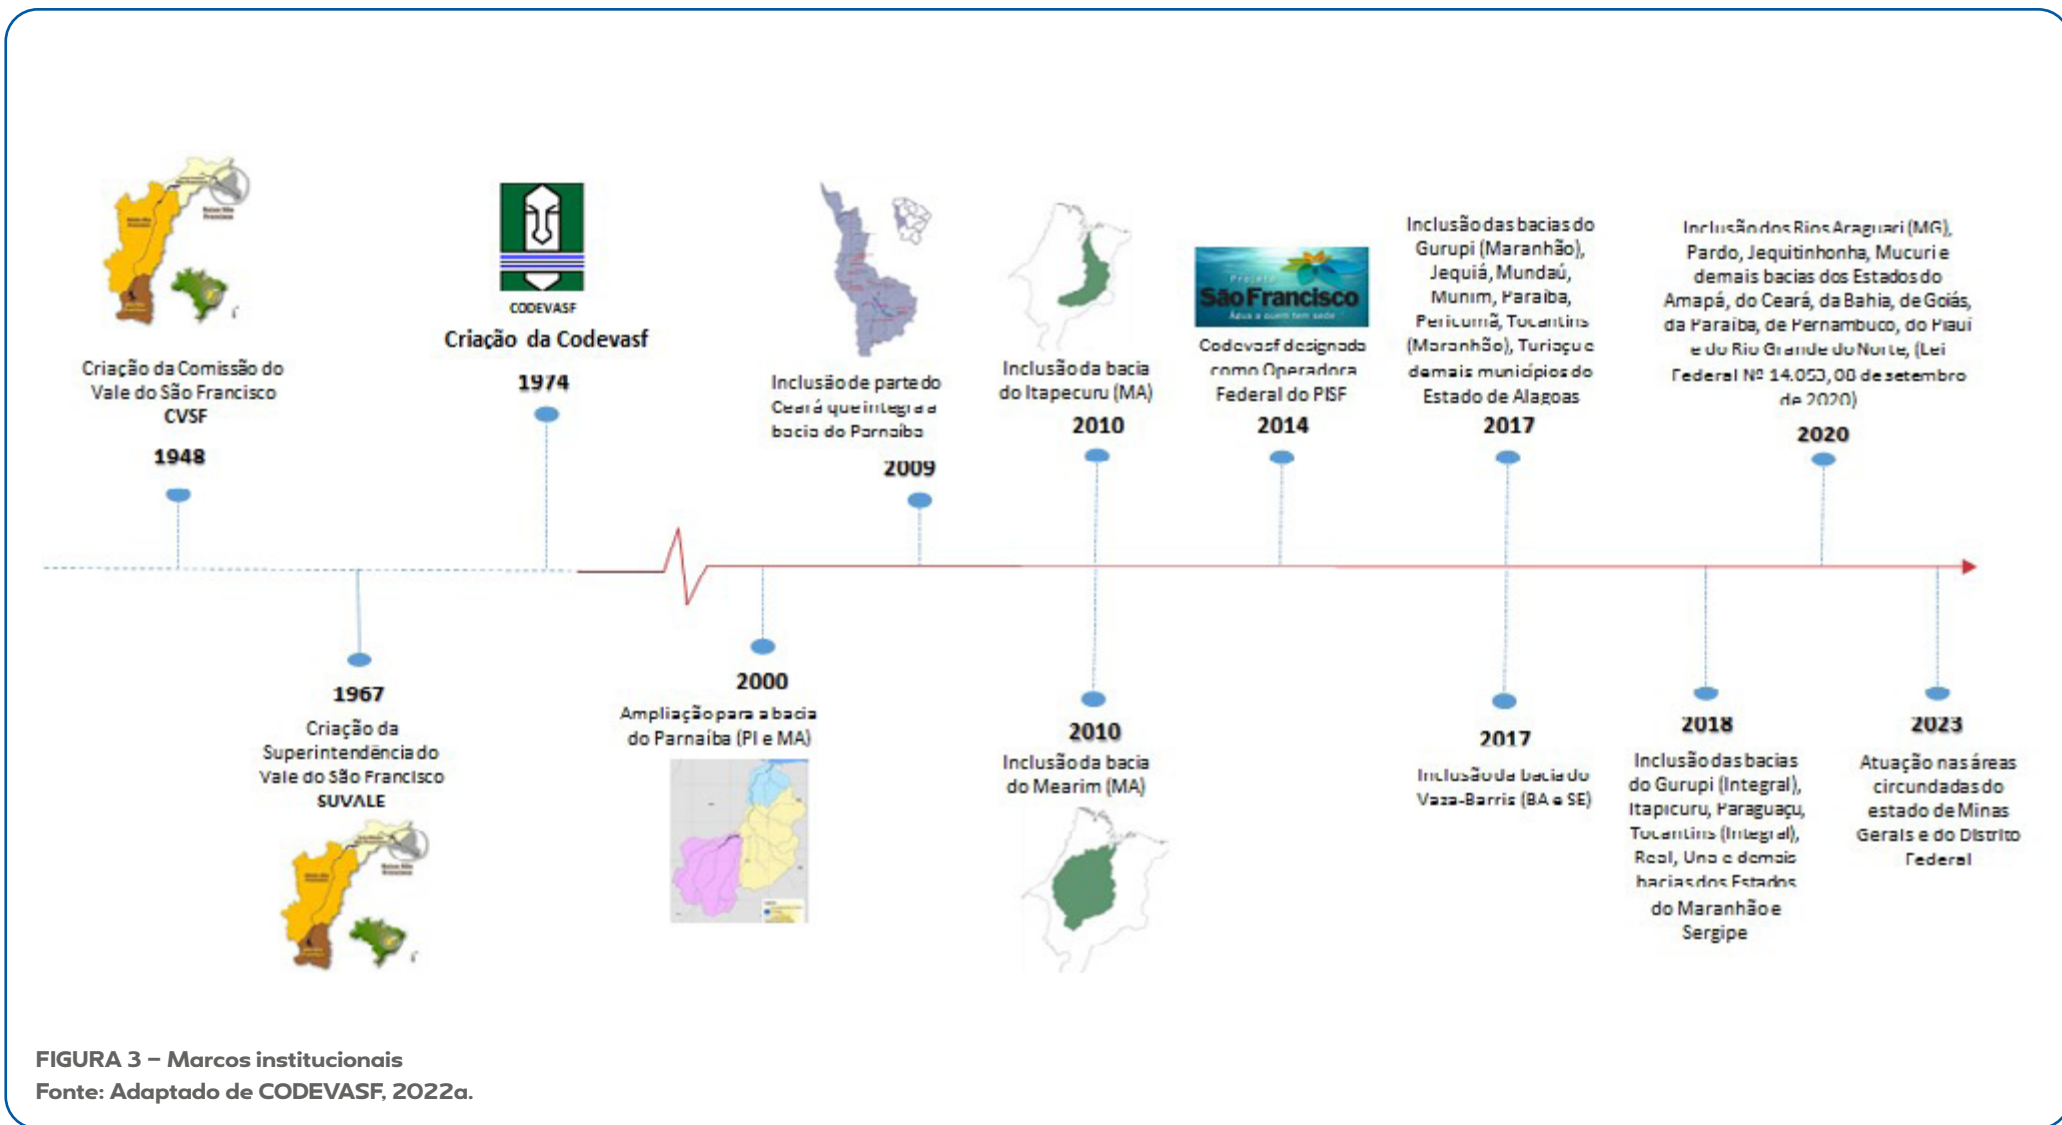 Criação da Comissão do
Vale do São Francisco
CVSF
1948
1967
Criação da
Superintendência do
Vale do São Francisco
SUVALE
CODEVASF
Criação da Codevasf
1974
2000
Ampliação para a bacia
do Parnaíba (PI e MA)
Inclusão de parte do
Ceará que integra a
bacia do Parnaíba
2009
Inclusão da bacia
do Itapecuru (MA)
2010
2010
Inclusão da bacia
do Mearim (MA)
Projeto
São Francisco
Água a quem tem sede
Codevasf designada
como Operadora
Federal do PISF
2014
Inclusão das bacias do
Gurupi (Maranhão),
Jequiá, Mundaú,
Munim, Paraíba,
Pericumã, Tocantins
(Maranhão), Turiaçu e
demais municípios do
Estado de Alagoas
2017
2017
Inclusão da bacia do
Vaza-Barris (BA e SE)
2018
Inclusão das bacias
do Gurupi (Integral),
Itapicuru, Paraguaçu,
Tocantins (Integral),
Real, Una e demais
bacias dos Estados
do Maranhão e
Sergipe
Inclusão dos Rios Araguari (MG),
Pardo, Jequitinhonha, Mucuri e
demais bacias dos Estados do
Amapá, do Ceará, da Bahia, de Goiás,
da Paraíba, de Pernambuco, do Piauí
e do Rio Grande do Norte, (Lei
Federal Nº 14.053, 08 de setembro
de 2020)
2020
2023
Atuação nas áreas
circundadas do
estado de Minas
Gerais e do Distrito
Federal
FIGURA 3 – Marcos institucionais
Fonte: Adaptado de CODEVASF, 2022a.